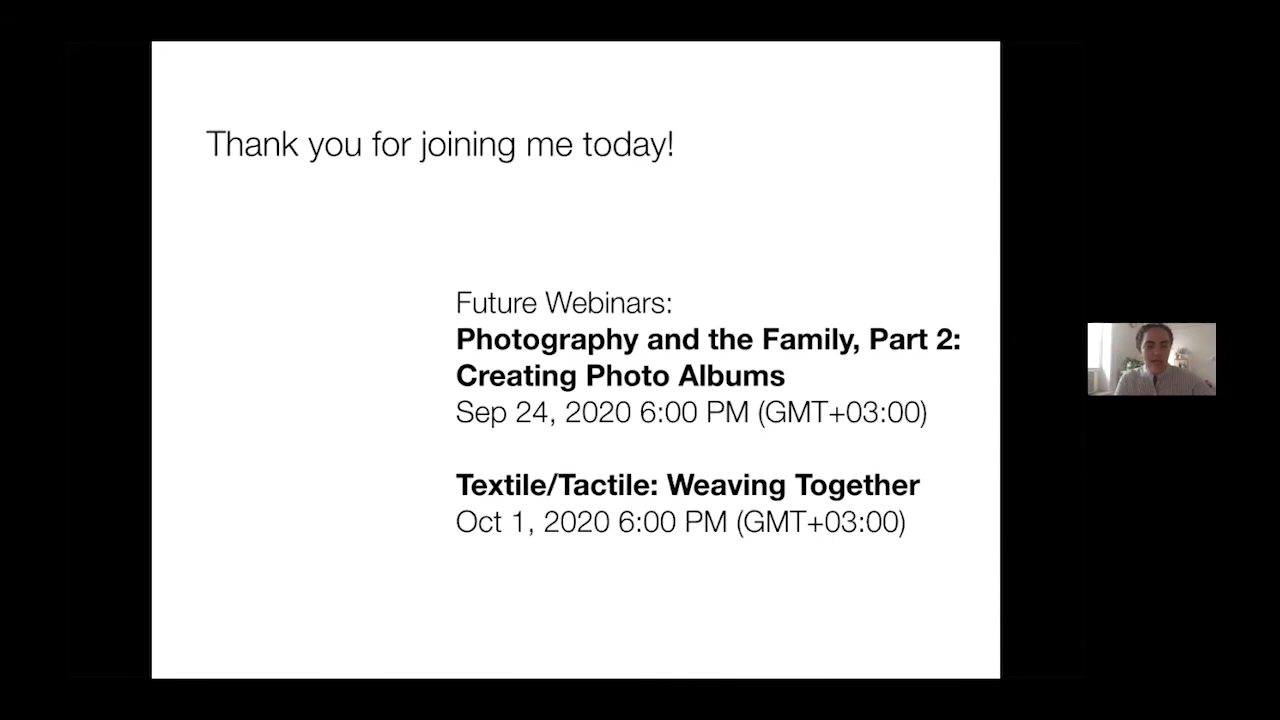 Thank you for joining me today!
Future Webinars:
Photography and the Family, Part 2:
Creating Photo Albums
Sep 24, 2020 6:00 PM (GMT+03:00)
Textile/Tactile: Weaving Together
Oct 1, 2020 6:00 PM (GMT+03:00)